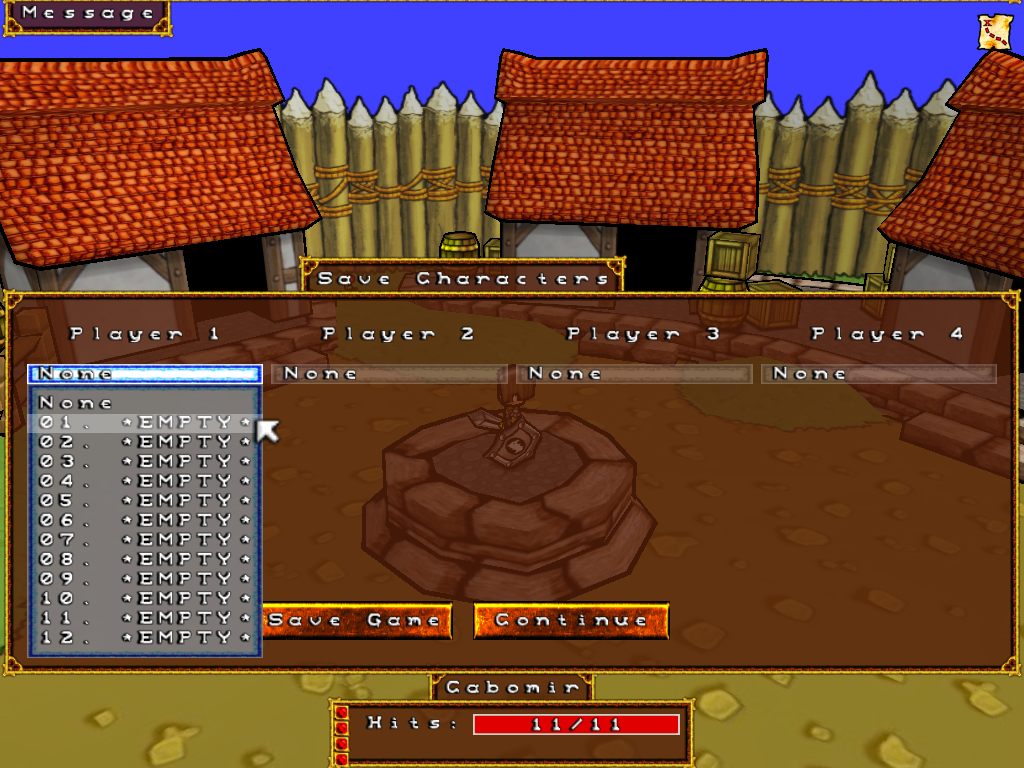 Message
Save Characters
Player 1 Player 2 Player 3 Player 4
None None None None
None
01. *EMPTY*
02. *EMPTY*
03. *EMPTY*
04. *EMPTY*
05. *EMPTY*
06. *EMPTY*
07. *EMPTY*
08. *EMPTY*
09. *EMPTY*
10. *EMPTY*
11. *EMPTY*
12. *EMPTY*
Save Game Continue
Gabomir
Hits: 11/11